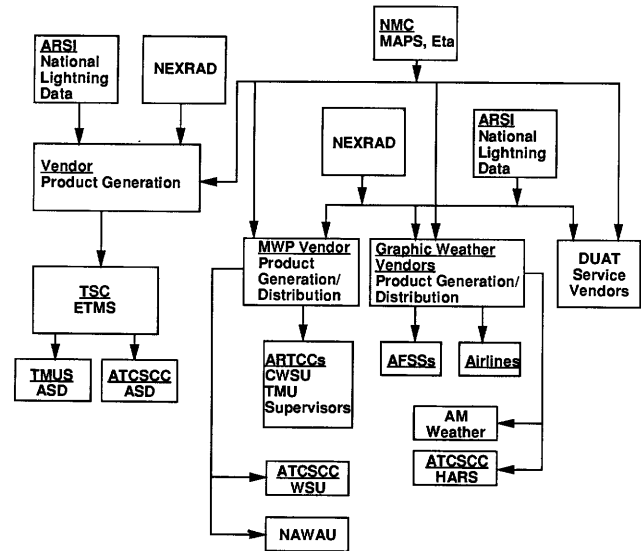 NMC
MAPS, Eta
ARSI
National
Lightning
Data
NEXRAD
NEXRAD
ARSI
National
Lightning
Data
Vendor
Product Generation
MWP Vendor
Product
Generation/
Distribution
Graphic Weather
Vendors
Product Generation/
Distribution
DUAT
Service
Vendors
TSC
ETMS
TMUS
ASD
ATCSCC
ASD
ARTCCs
CWSU
TMU
Supervisors
AFSSs
Airlines
AM
Weather
ATCSCC
HARS
ATCSCC
WSU
NAWAU